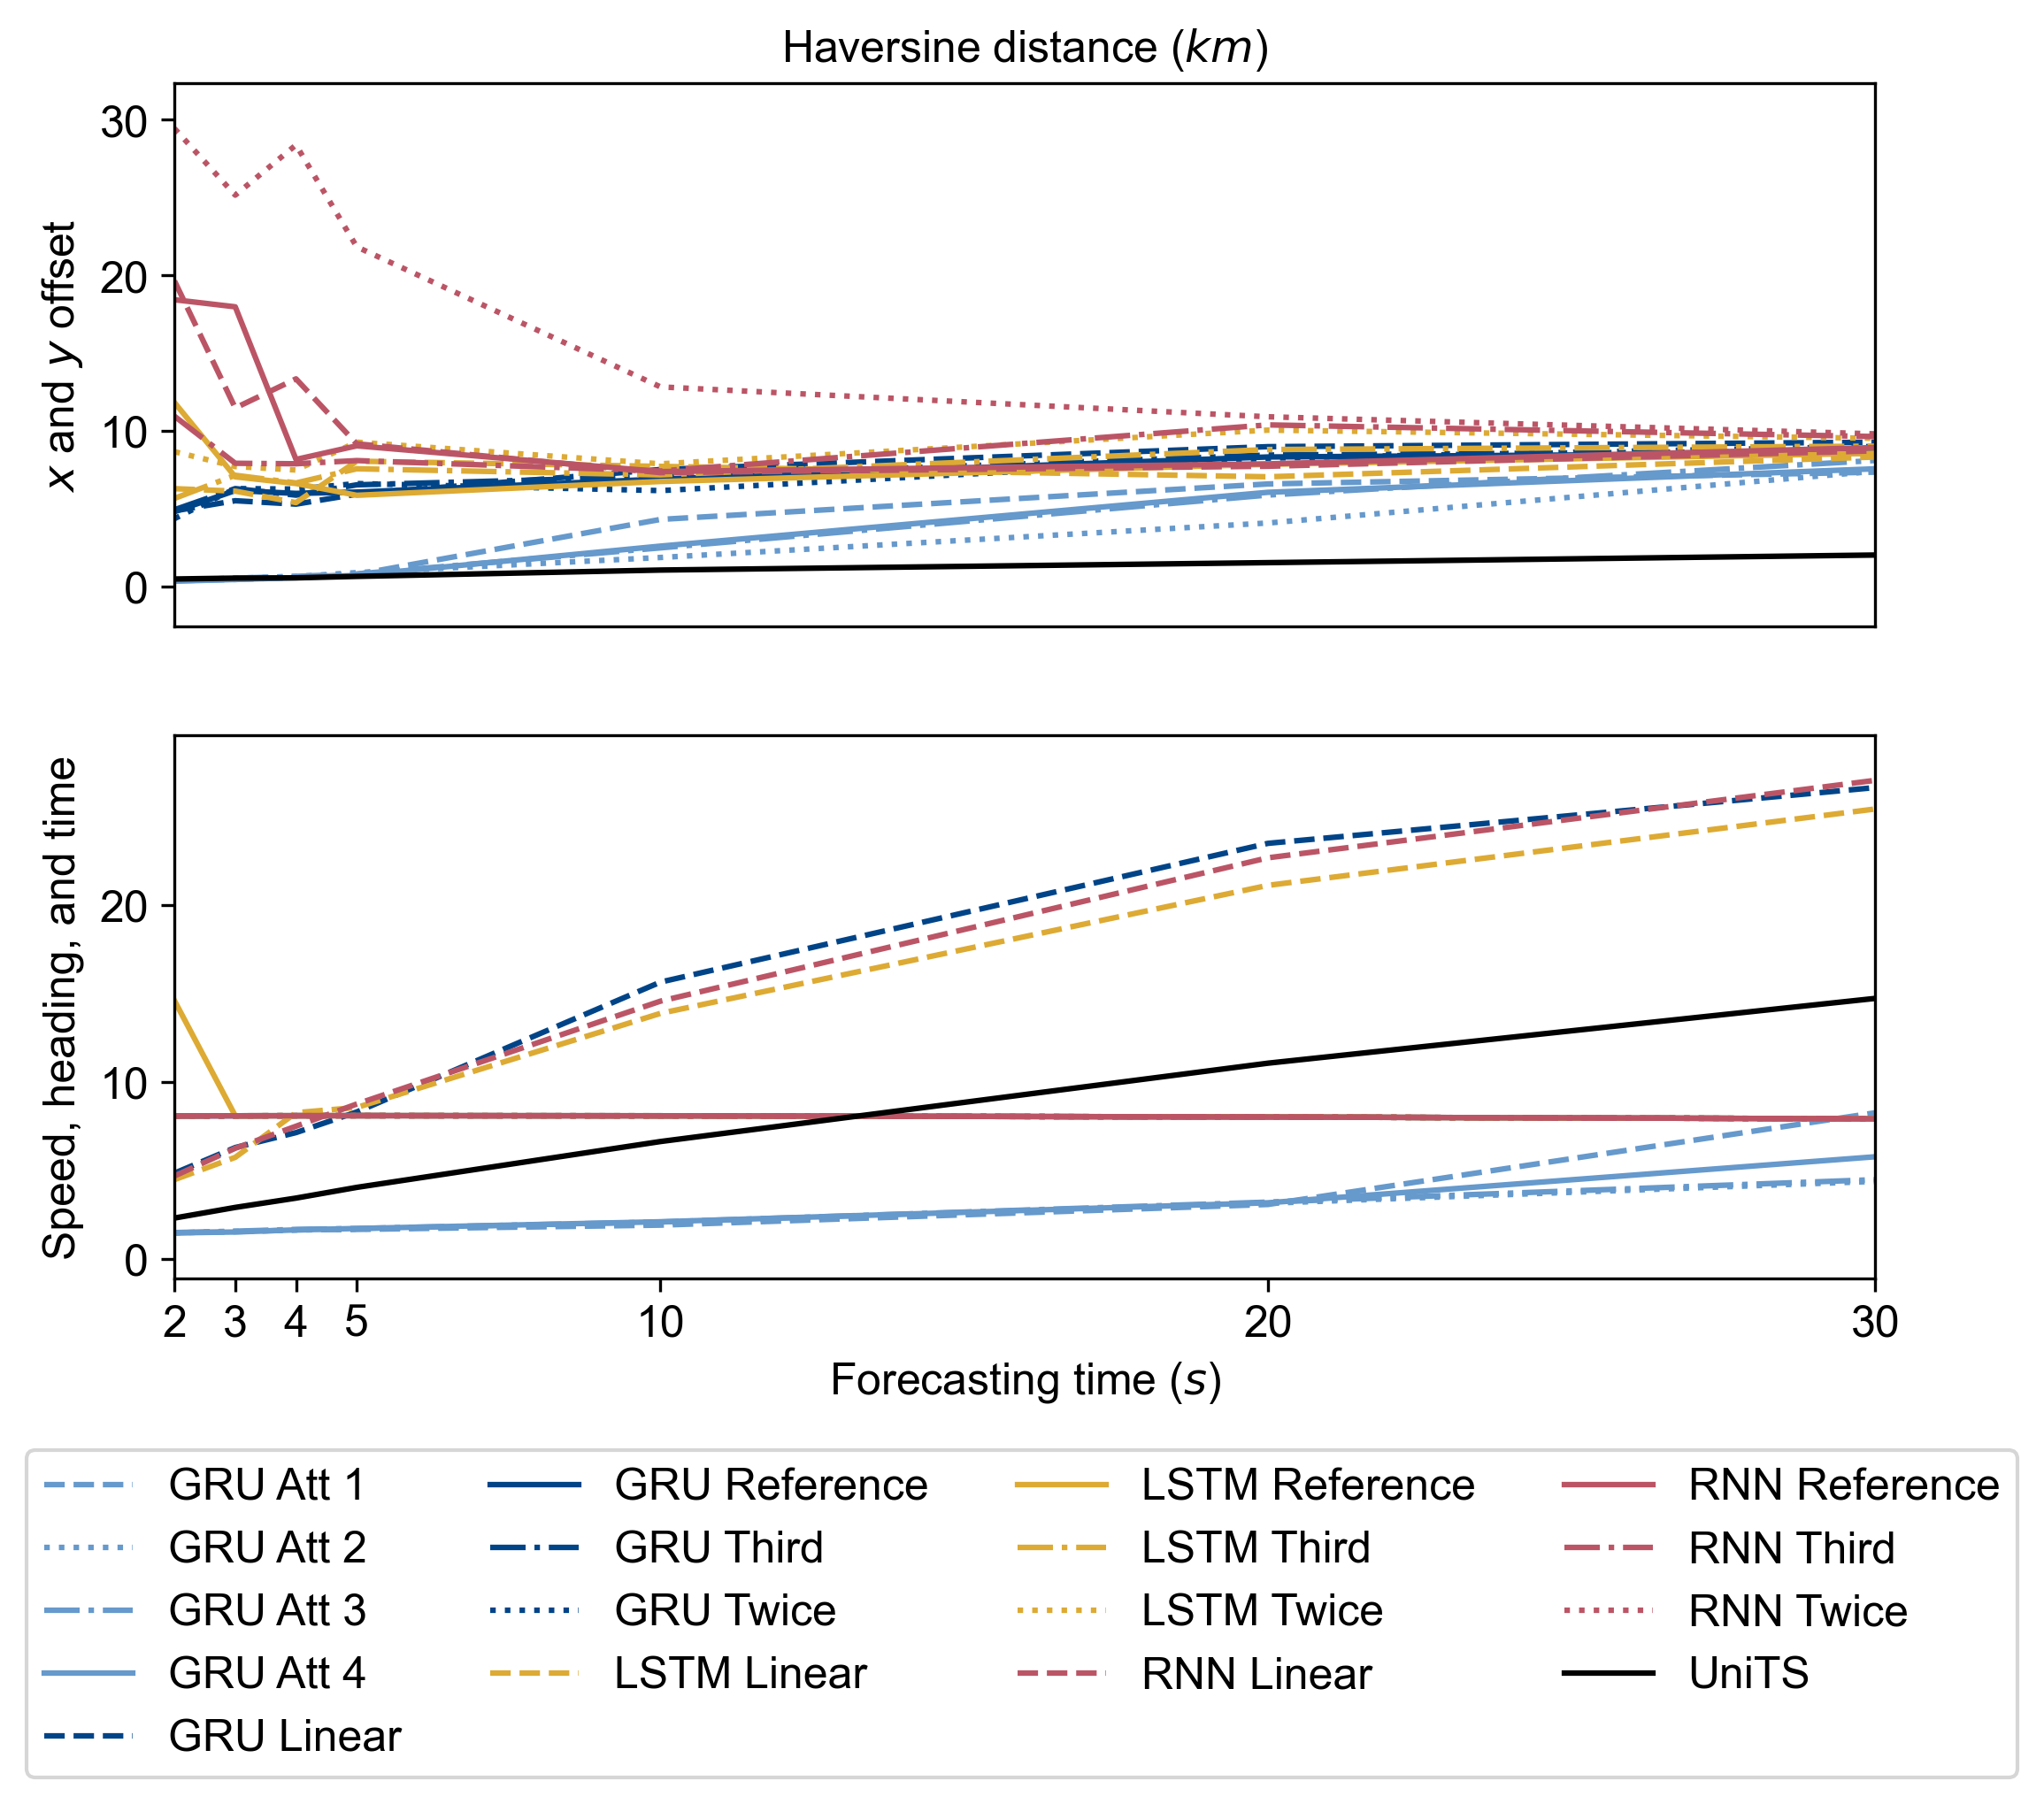 Haversine distance (km)
30
20
10
0
x and y offset
20
10
0
Speed, heading, and time
2 3 4 5 10 20 30
Forecasting time (s)
GRU Att 1
GRU Att 2
GRU Att 3
GRU Att 4
GRU Linear
GRU Reference
GRU Third
GRU Twice
LSTM Linear
LSTM Reference
LSTM Third
LSTM Twice
RNN Linear
RNN Reference
RNN Third
RNN Twice
UniTS